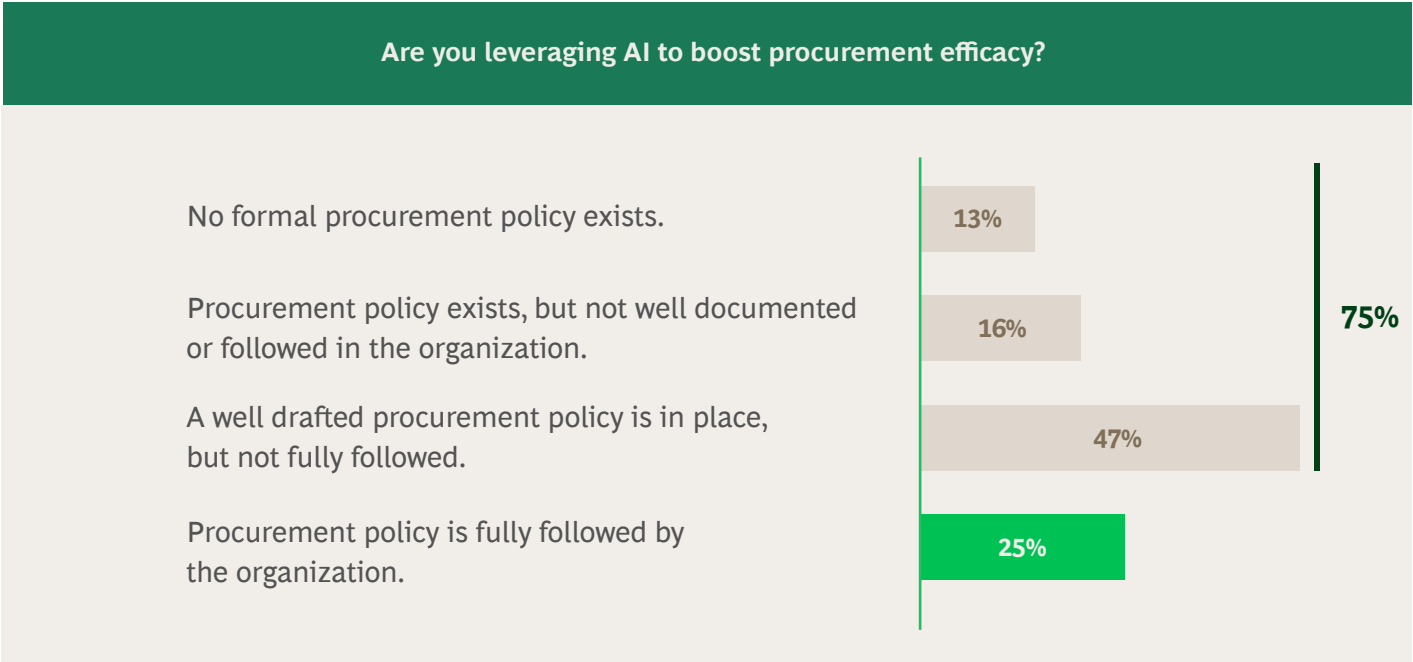 Are you leveraging AI to boost procurement efficacy?
No formal procurement policy exists.
13%
Procurement policy exists, but not well documented
or followed in the organization.
16%
75%
A well drafted procurement policy is in place,
but not fully followed.
47%
Procurement policy is fully followed by
the organization.
25%